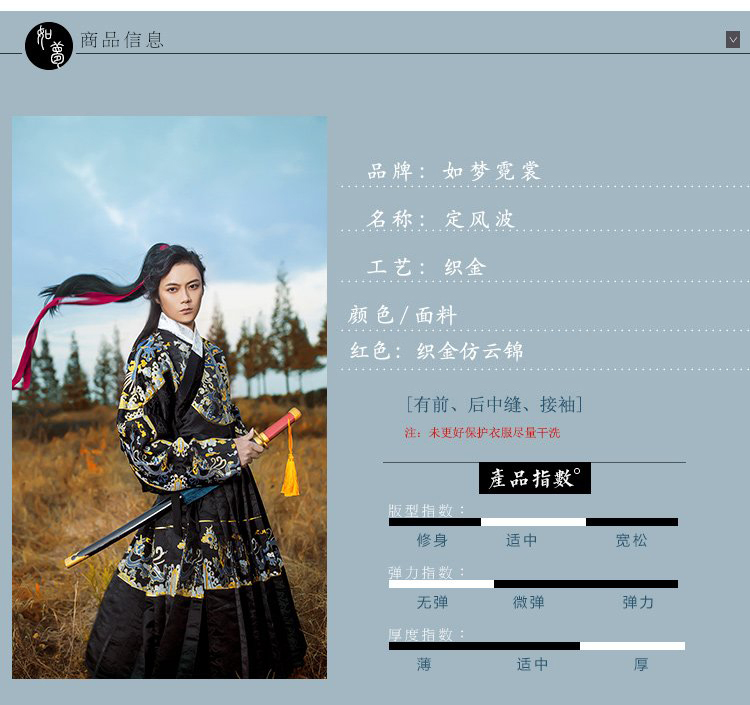 如夢
商品信息
品牌：如梦霓裳
名称：定风波
工艺：织金
颜色/面料
红色：织金仿云锦
[有前、后中缝、接袖]
注：未更好保护衣服尽量干洗
產品指數°
版型指数：
修身 适中 宽松
弹力指数：
无弹 微弹 弹力
厚度指数：
薄 适中 厚